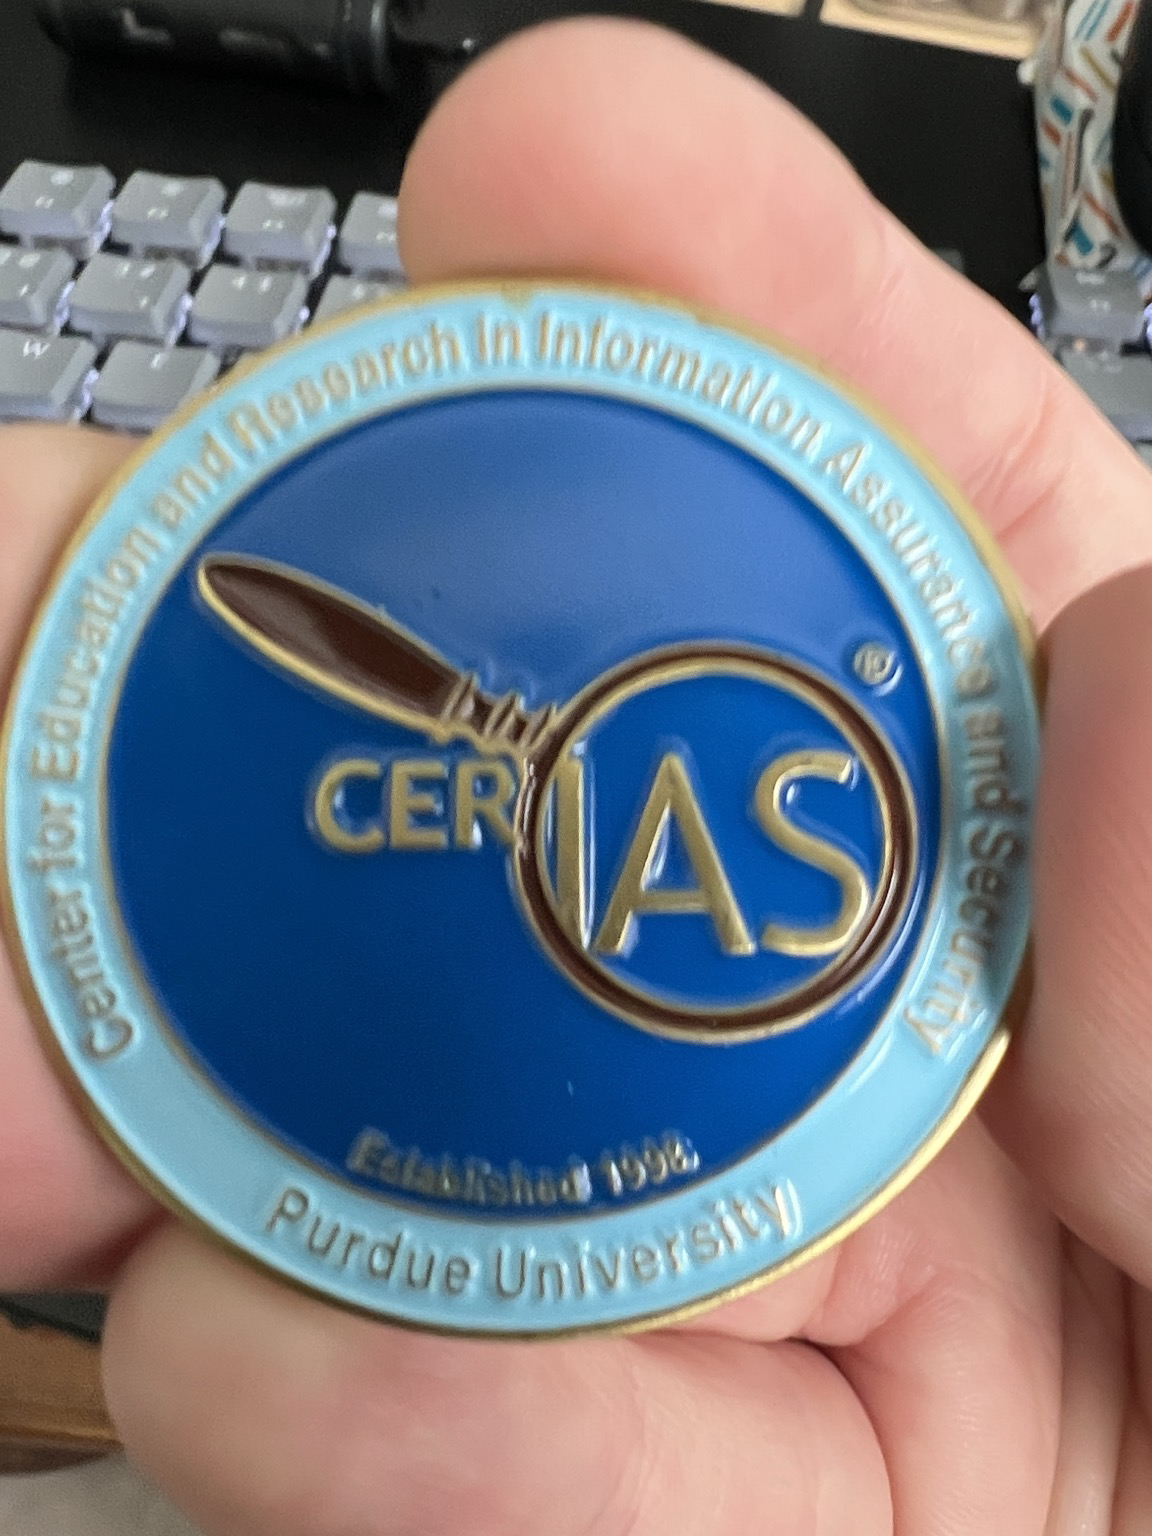 Center for Education and Research in Information Assurance and Security
CERIAS®
Established 1998
Purdue University